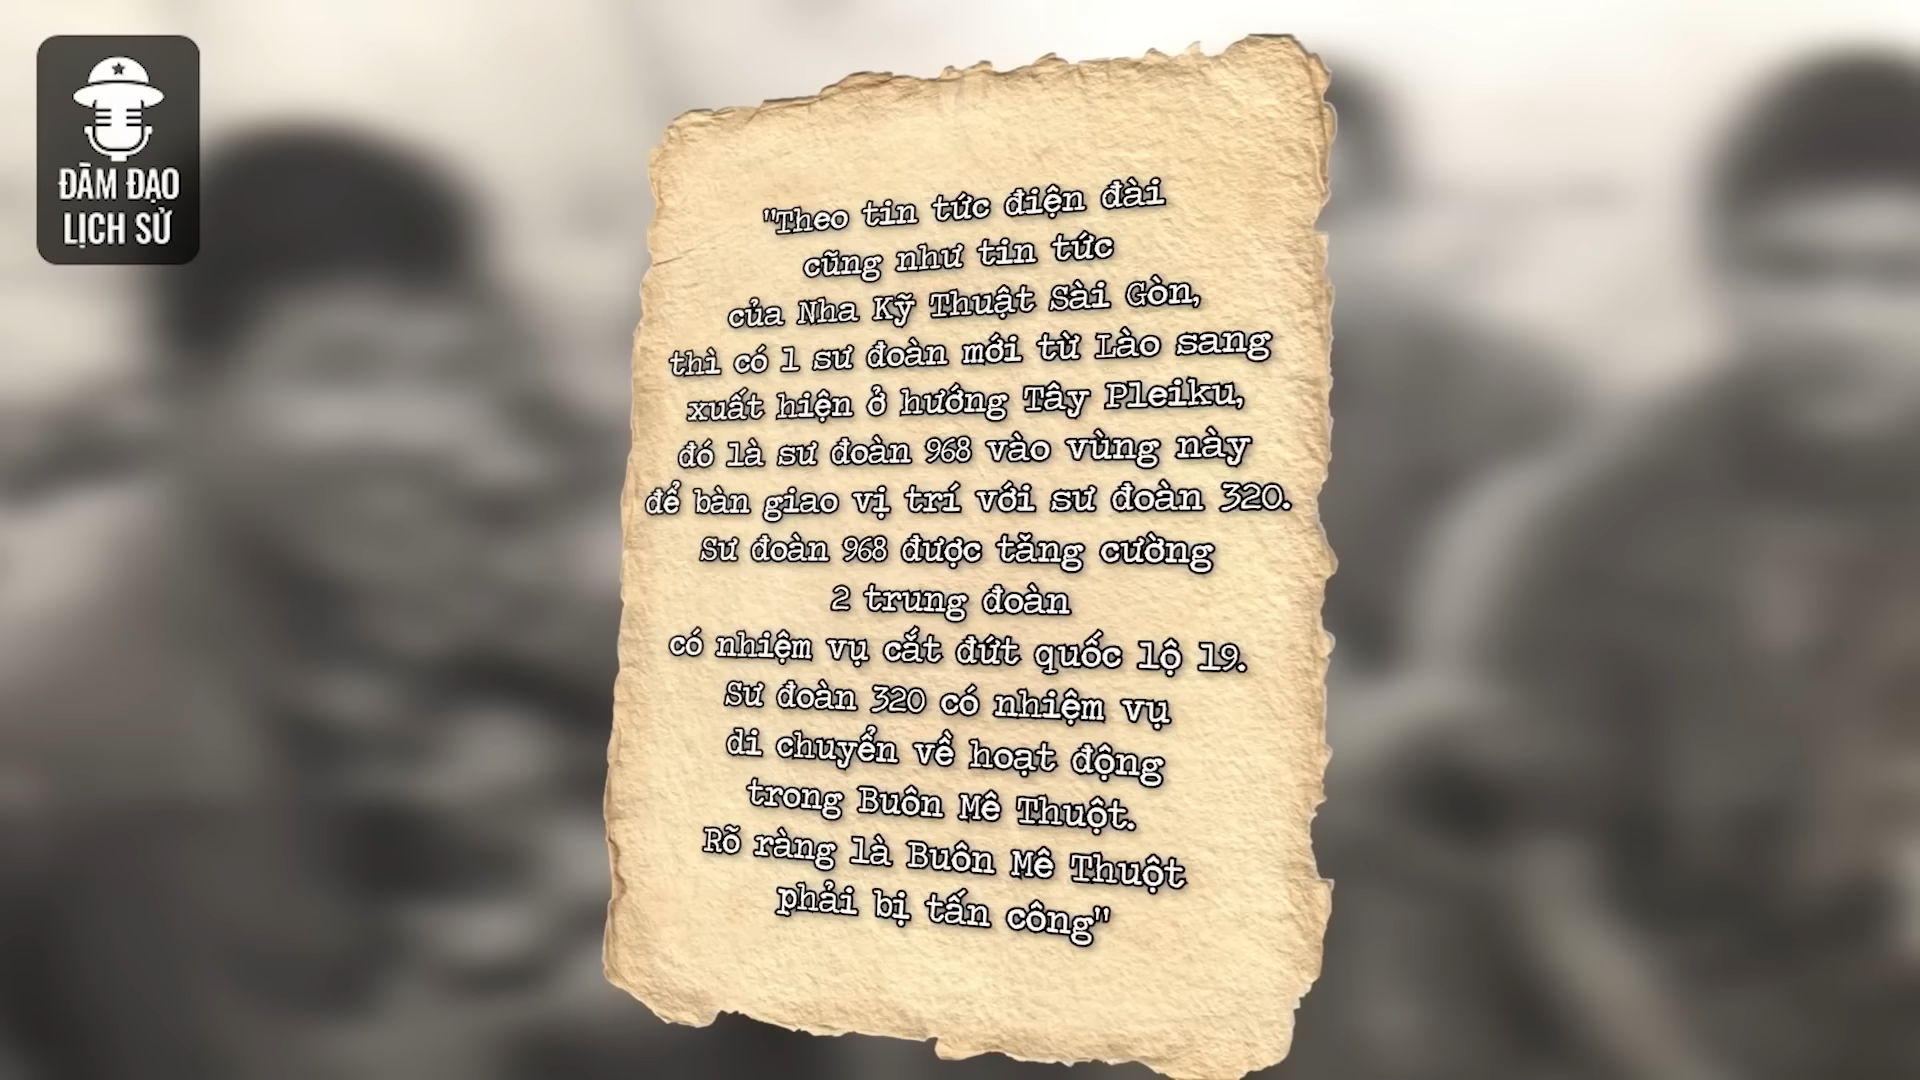 ĐÀM ĐẠO
LỊCH SỬ
"Theo tin tức điện đài
cũng như tin tức
của Nha Kỹ Thuật Sài Gòn,
thì có 1 sư đoàn mới từ Lào sang
xuất hiện ở hướng Tây Pleiku,
đó là sư đoàn 968 vào vùng này
để bàn giao vị trí với sư đoàn 320.
Sư đoàn 968 được tăng cường
2 trung đoàn
có nhiệm vụ cắt đứt quốc lộ 19.
Sư đoàn 320 có nhiệm vụ
di chuyển về hoạt động
trong Buôn Mê Thuột.
Rõ ràng là Buôn Mê Thuột
phải bị tấn công"